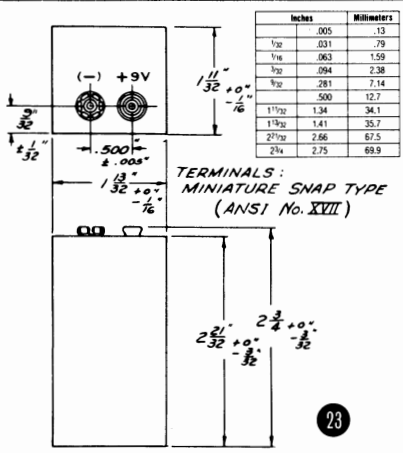 Inches Millimeters
.005 .13
1/32 .031 .79
1/16 .063 1.59
3/32 .094 2.38
9/32 .281 7.14
.500 12.7
1 11/32 1.34 34.1
1 13/32 1.41 35.7
2 21/32 2.66 67.5
2 3/4 2.75 69.9
(-) +9V
1 11/32" +0" -1/16"
9/32"
± 1/32"
.500"
± .005"
1 13/32" +0" -1/16"
TERMINALS:
MINIATURE SNAP TYPE
(ANSI No. XVII)
2 21/32" +0" -3/32"
2 3/4" +0" -3/32"
23